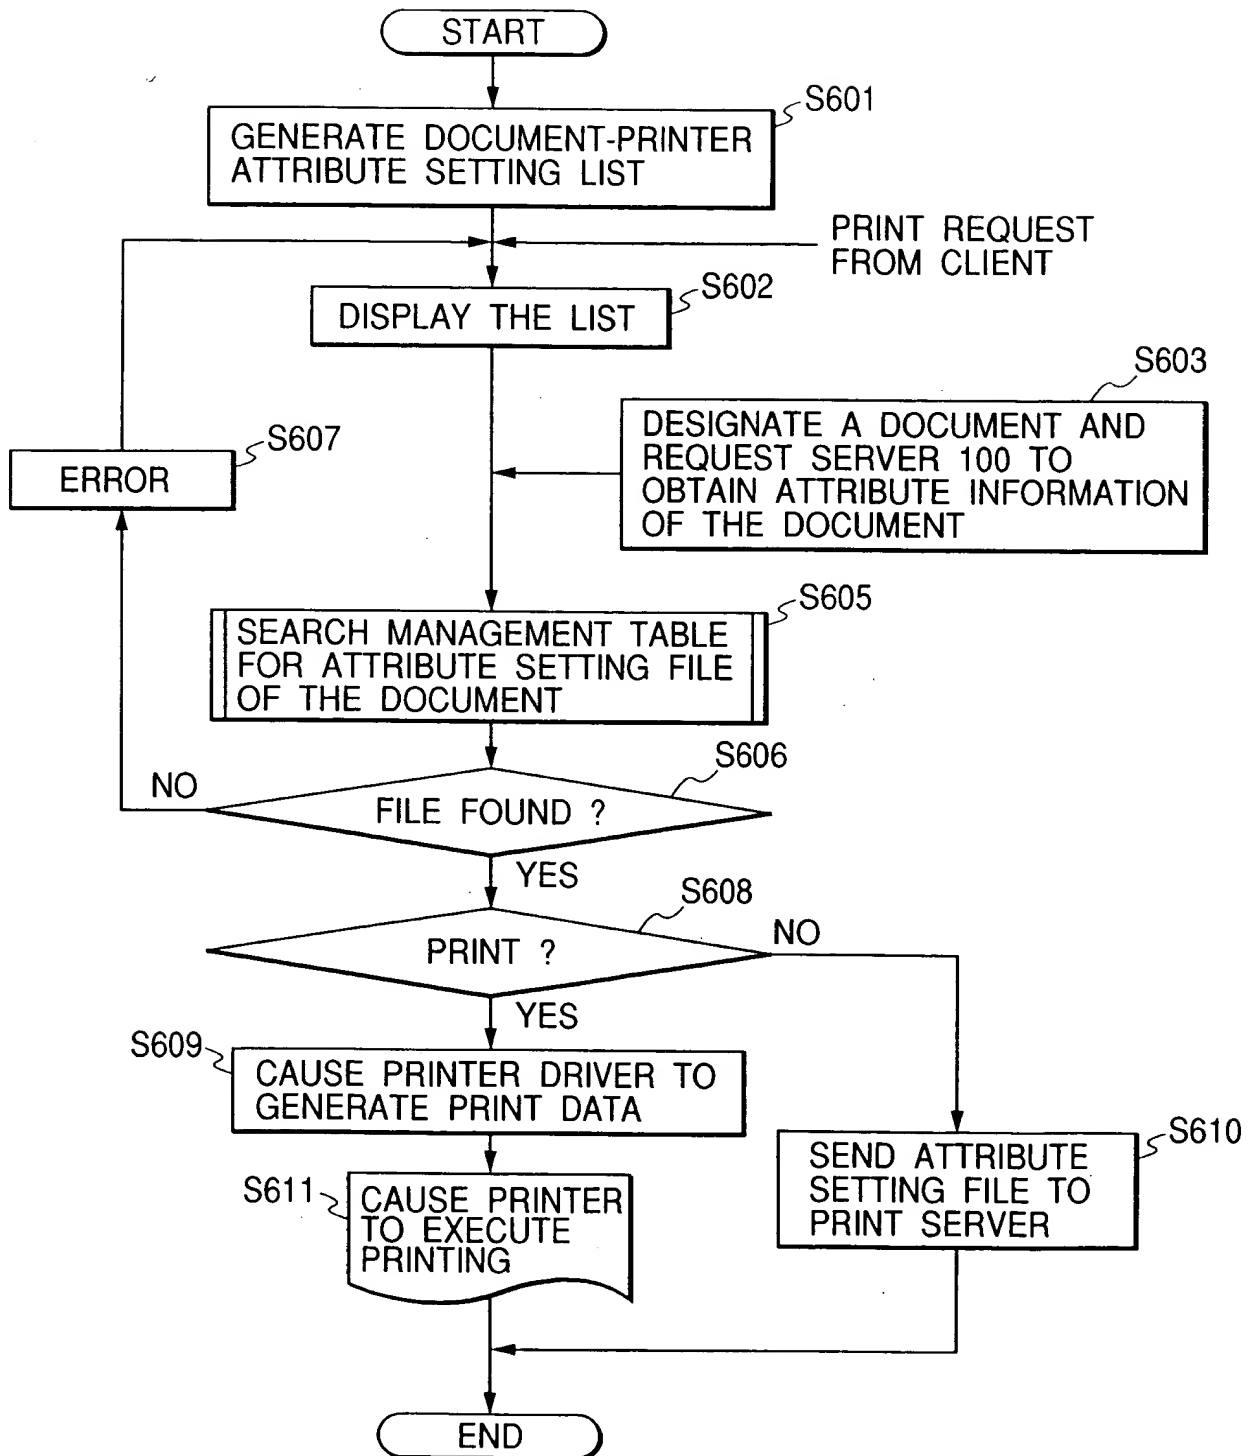 START
S601
GENERATE DOCUMENT-PRINTER
ATTRIBUTE SETTING LIST
PRINT REQUEST
FROM CLIENT
S602
DISPLAY THE LIST
S603
DESIGNATE A DOCUMENT AND
REQUEST SERVER 100 TO
OBTAIN ATTRIBUTE INFORMATION
OF THE DOCUMENT
S607
ERROR
S605
SEARCH MANAGEMENT TABLE
FOR ATTRIBUTE SETTING FILE
OF THE DOCUMENT
S606
NO
FILE FOUND ?
YES
S608
NO
PRINT ?
YES
S609
CAUSE PRINTER DRIVER TO
GENERATE PRINT DATA
S610
SEND ATTRIBUTE
SETTING FILE TO
PRINT SERVER
S611
CAUSE PRINTER
TO EXECUTE
PRINTING
END